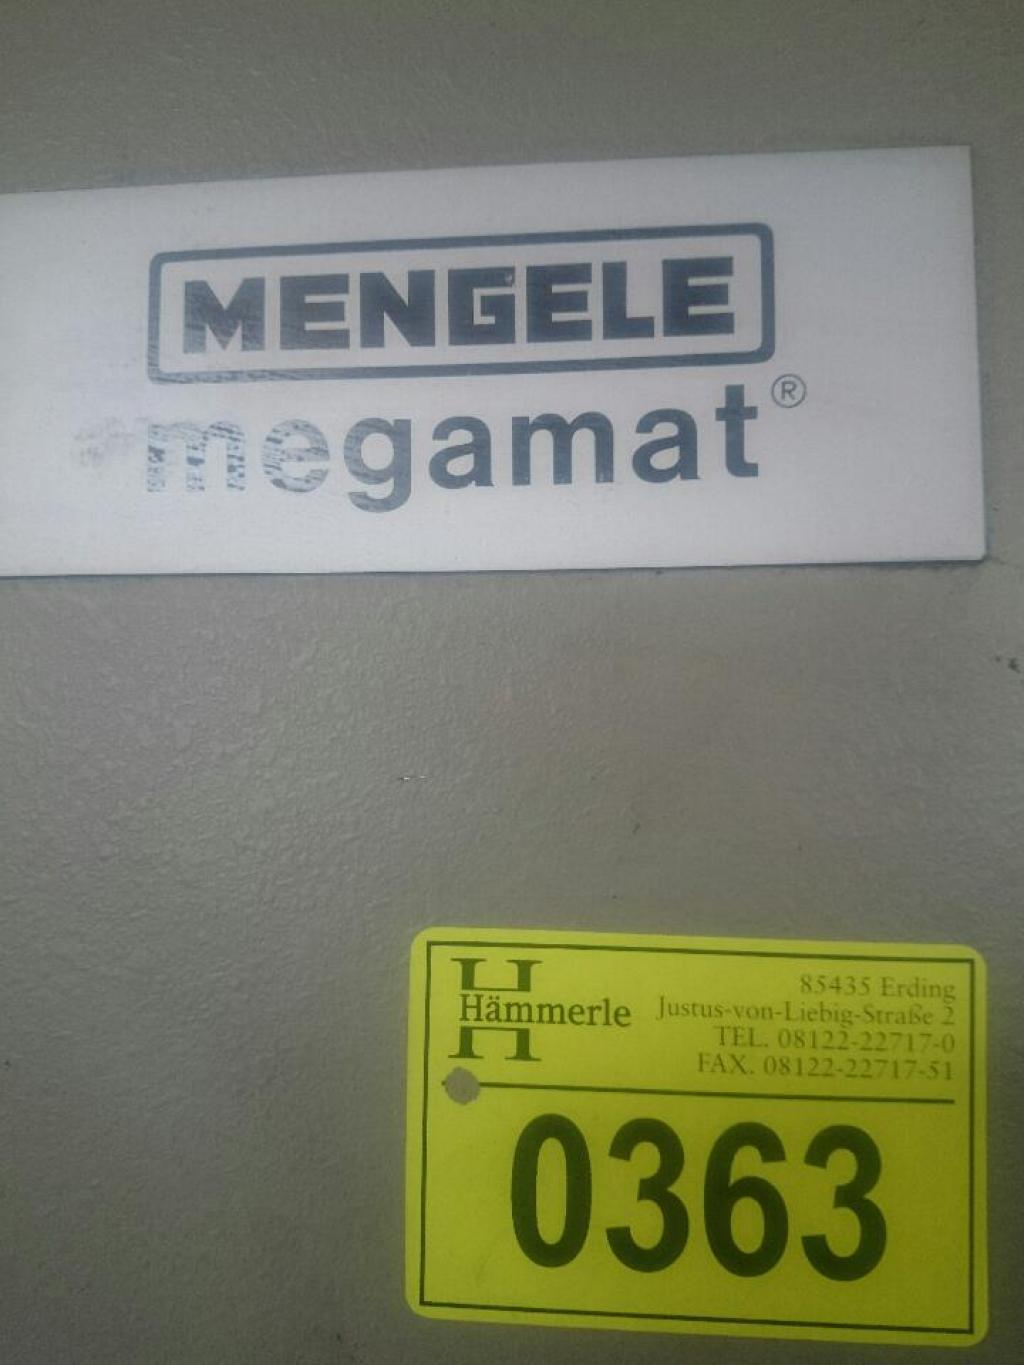 MENGELE
megamat®
H
Hämmerle
85435 Erding
Justus-von-Liebig-Straße 2
TEL. 08122-22717-0
FAX. 08122-22717-51
0363